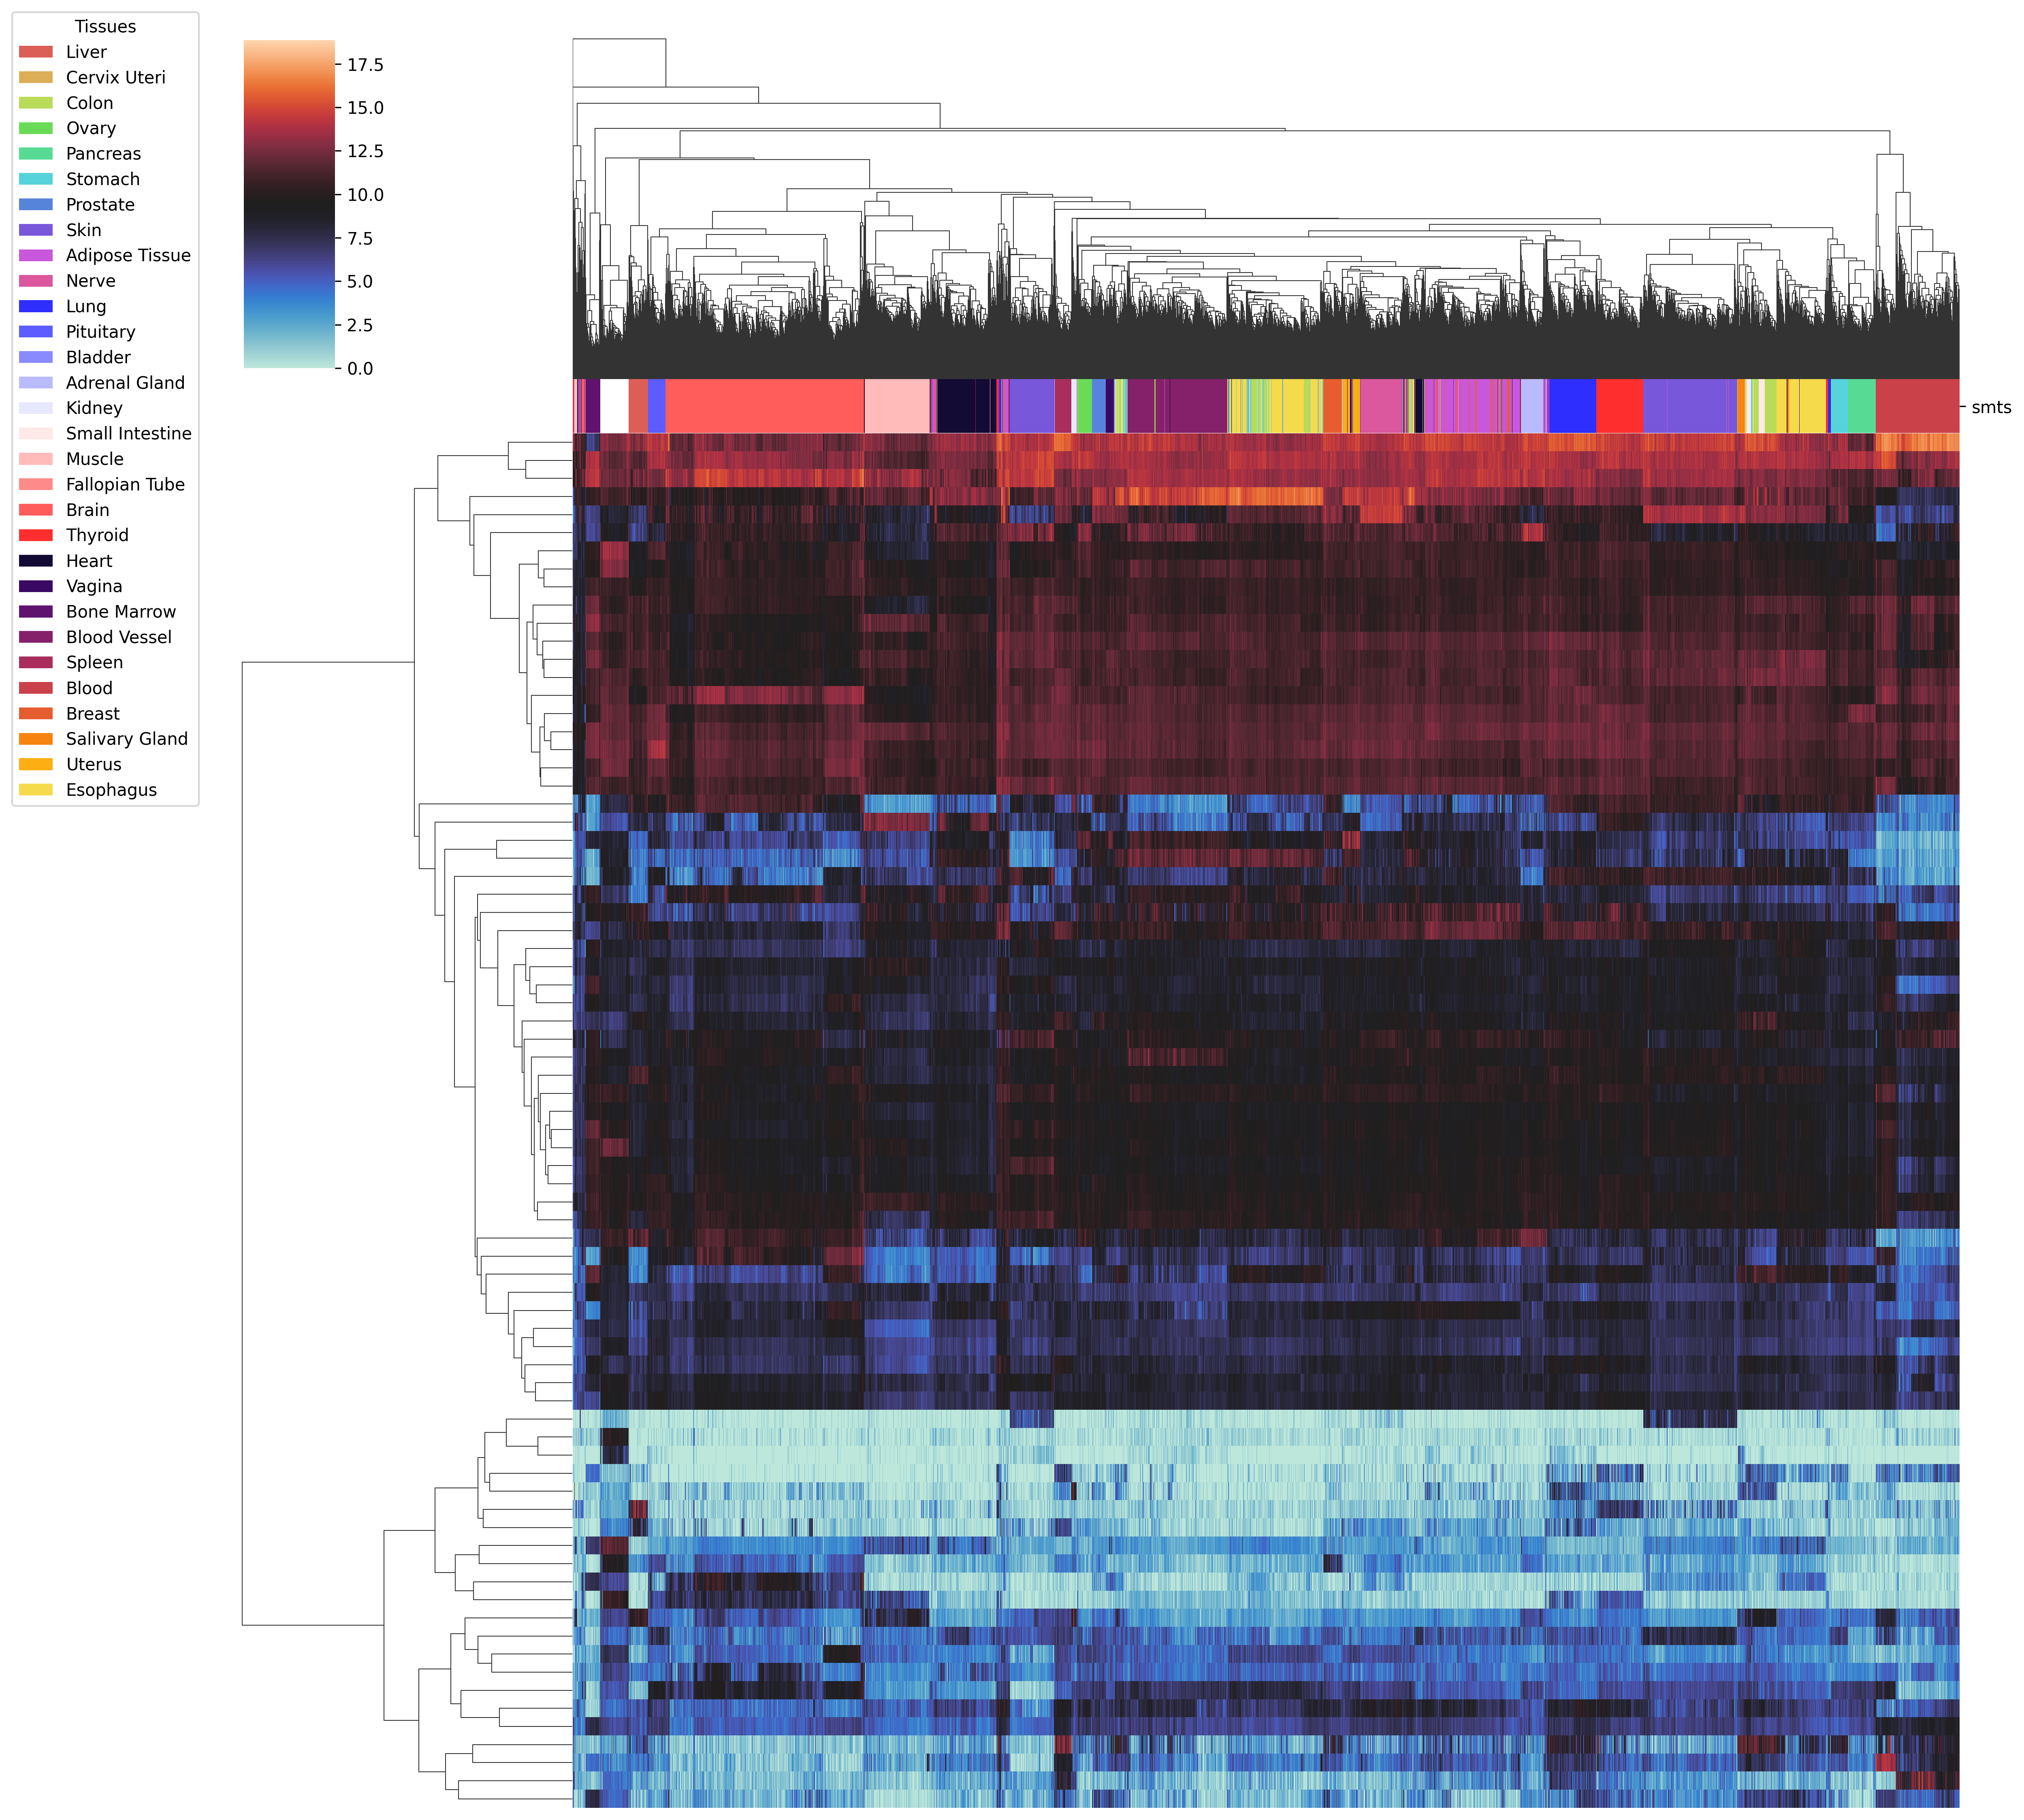 Tissues
Liver
Cervix Uteri
Colon
Ovary
Pancreas
Stomach
Prostate
Skin
Adipose Tissue
Nerve
Lung
Pituitary
Bladder
Adrenal Gland
Kidney
Small Intestine
Muscle
Fallopian Tube
Brain
Thyroid
Heart
Vagina
Bone Marrow
Blood Vessel
Spleen
Blood
Breast
Salivary Gland
Uterus
Esophagus
17.5
15.0
12.5
10.0
7.5
5.0
2.5
0.0
smts